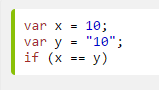 var x = 10;
var y = "10";
if (x == y)